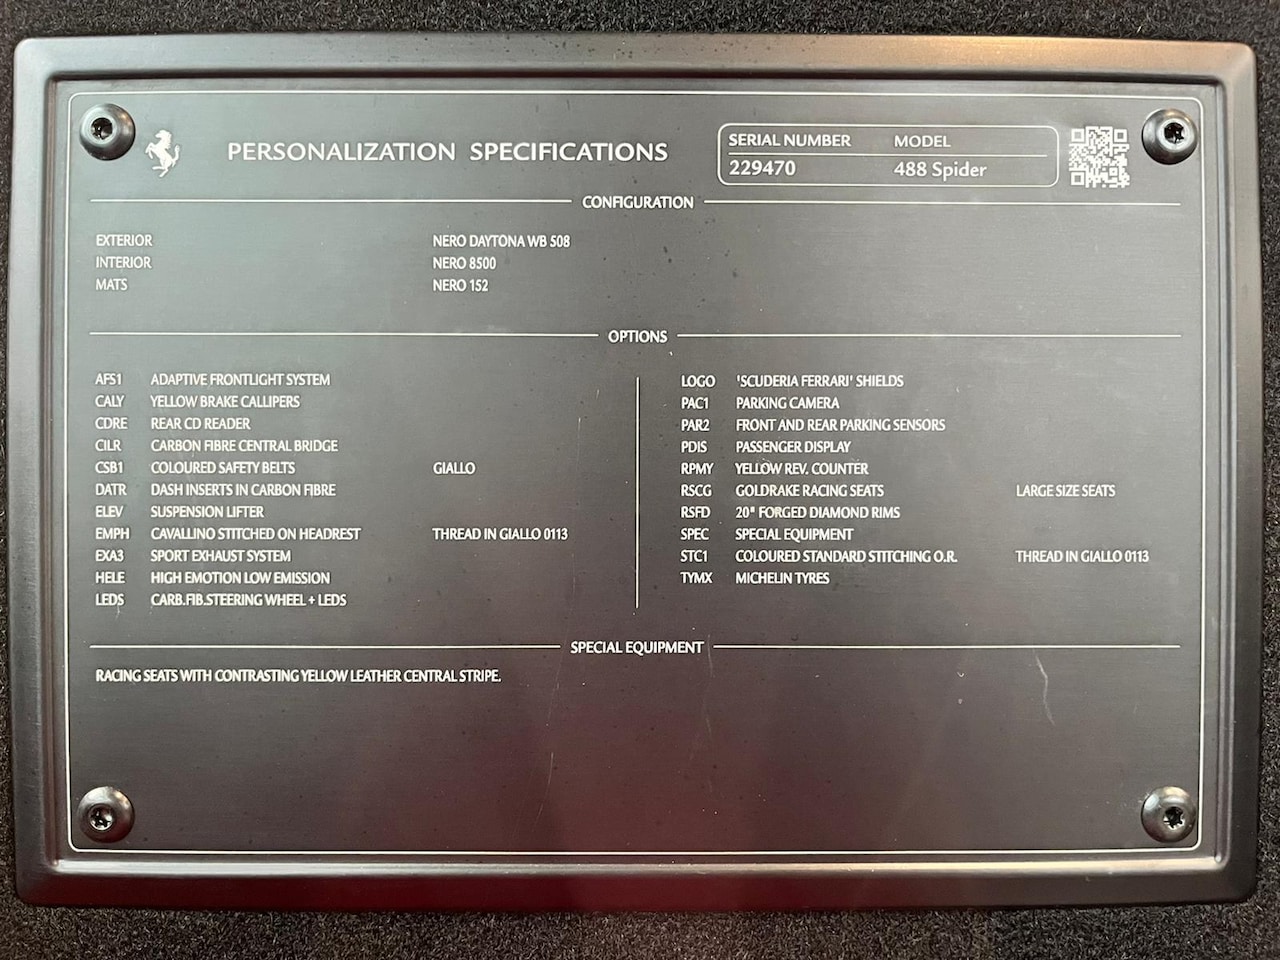 PERSONALIZATION SPECIFICATIONS
SERIAL NUMBER MODEL
229470 488 Spider
CONFIGURATION
EXTERIOR NERO DAYTONA WB 508
INTERIOR NERO 8500
MATS NERO 152
OPTIONS
AFS1 ADAPTIVE FRONTLIGHT SYSTEM
CALY YELLOW BRAKE CALLIPERS
CDRE REAR CD READER
CILR CARBON FIBRE CENTRAL BRIDGE
CSB1 COLOURED SAFETY BELTS GIALLO
DATR DASH INSERTS IN CARBON FIBRE
ELEV SUSPENSION LIFTER
EMPH CAVALLINO STITCHED ON HEADREST THREAD IN GIALLO 0113
EXA3 SPORT EXHAUST SYSTEM
HELE HIGH EMOTION LOW EMISSION
LEDS CARB.FIB.STEERING WHEEL + LEDS
LOGO 'SCUDERIA FERRARI' SHIELDS
PAC1 PARKING CAMERA
PAR2 FRONT AND REAR PARKING SENSORS
PDIS PASSENGER DISPLAY
RPMY YELLOW REV. COUNTER
RSCG GOLDRAKE RACING SEATS LARGE SIZE SEATS
RSFD 20" FORGED DIAMOND RIMS
SPEC SPECIAL EQUIPMENT
STC1 COLOURED STANDARD STITCHING O.R. THREAD IN GIALLO 0113
TYMX MICHELIN TYRES
SPECIAL EQUIPMENT
RACING SEATS WITH CONTRASTING YELLOW LEATHER CENTRAL STRIPE.